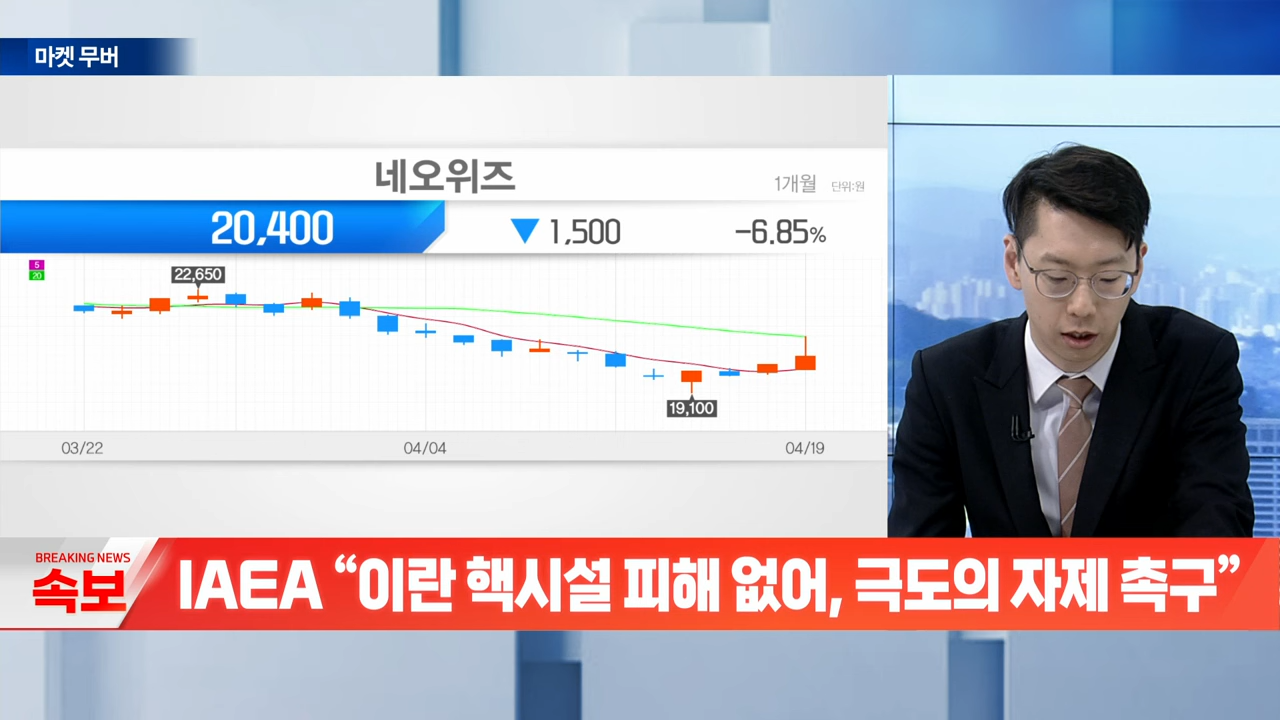 마켓 무버
네오위즈
1개월 단위:원
20,400 ▼ 1,500 -6.85%
5
20
22,650
19,100
03/22 04/04 04/19
BREAKING NEWS
속보
IAEA “이란 핵시설 피해 없어, 극도의 자제 촉구”